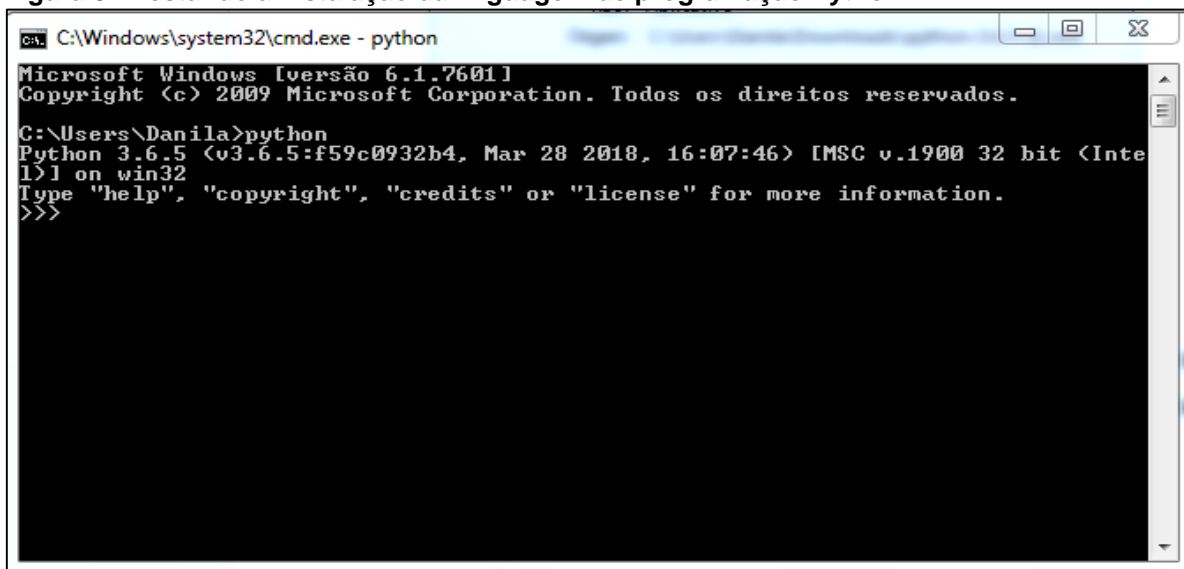 C:\Windows\system32\cmd.exe - python
Microsoft Windows [versão 6.1.7601]
Copyright (c) 2009 Microsoft Corporation. Todos os direitos reservados.
C:\Users\Danila>python
Python 3.6.5 (v3.6.5:f59c0932b4, Mar 28 2018, 16:07:46) [MSC v.1900 32 bit (Inte
l)] on win32
Type "help", "copyright", "credits" or "license" for more information.
>>>